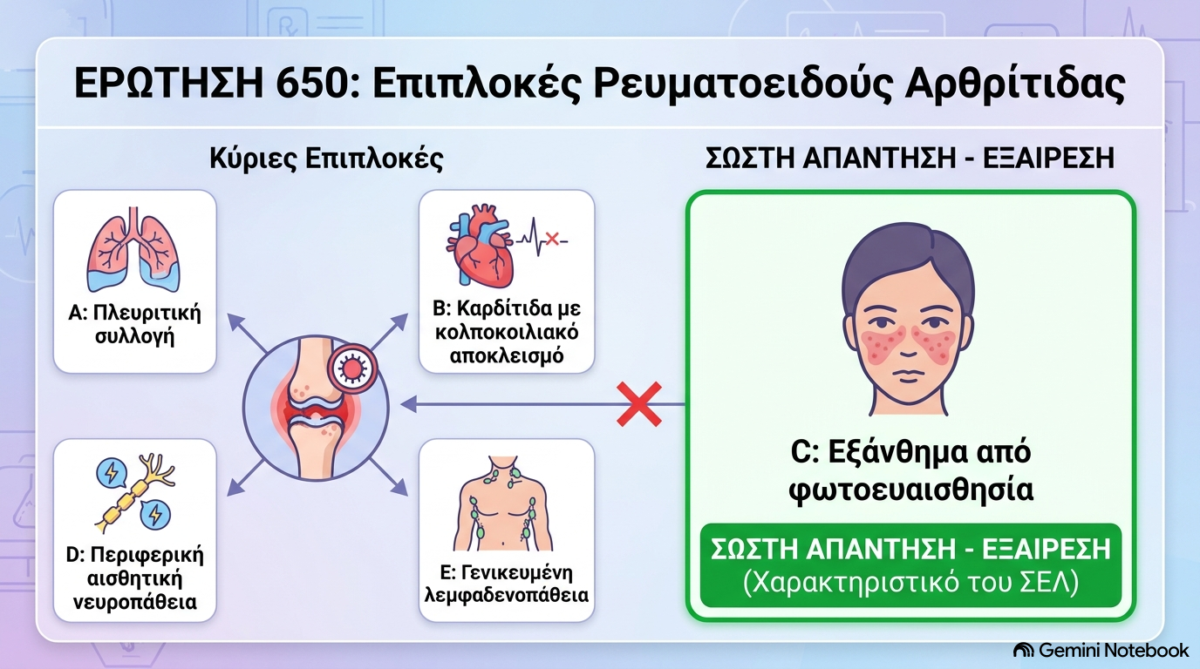 ΕΡΩΤΗΣΗ 650: Επιπλοκές Ρευματοειδούς Αρθρίτιδας
Κύριες Επιπλοκές
A: Πλευριτική
συλλογή
B: Καρδίτιδα με
κολποκοιλιακό
αποκλεισμό
D: Περιφερική
αισθητική
νευροπάθεια
E: Γενικευμένη
λεμφαδενοπάθεια
ΣΩΣΤΗ ΑΠΑΝΤΗΣΗ - ΕΞΑΙΡΕΣΗ
C: Εξάνθημα από
φωτοευαισθησία
ΣΩΣΤΗ ΑΠΑΝΤΗΣΗ - ΕΞΑΙΡΕΣΗ
(Χαρακτηριστικό του ΣΕΛ)
Gemini Notebook